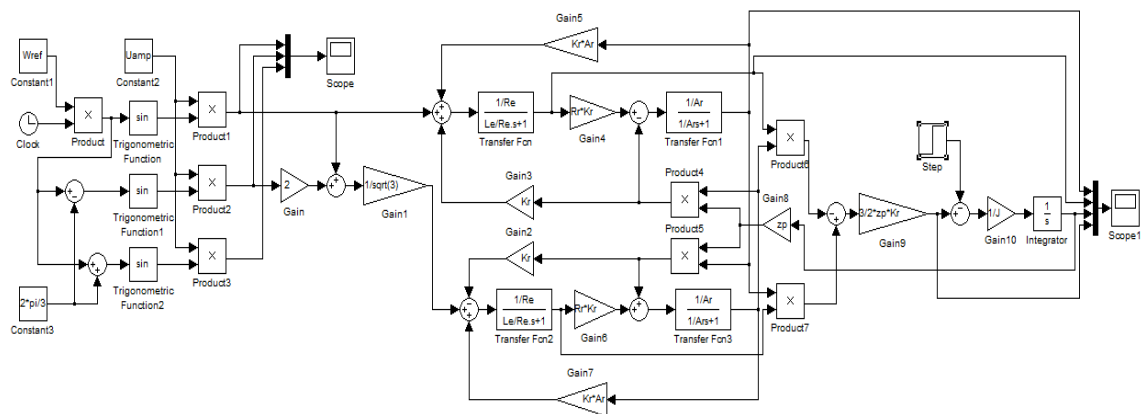 Gain5
Kr*Ar
Wref
Constant1
Uamp
Constant2
Scope
X
Product
Clock
sin
Trigonometric
Function
X
Product1
1/Re
Le/Re.s+1
Transfer Fcn
Rr*Kr
Gain4
1/Ar
1/Ars+1
Transfer Fcn1
X
Product6
Step
sin
Trigonometric
Function1
X
Product2
2
Gain
1/sqrt(3)
Gain1
Gain3
Kr
Product4
X
Gain8
zp
3/2*zp*Kr
Gain9
1/J
Gain10
1
s
Integrator
Scope1
Gain2
Kr
Product5
X
sin
Trigonometric
Function2
X
Product3
2*pi/3
Constant3
1/Re
Le/Re.s+1
Transfer Fcn2
Rr*Kr
Gain6
1/Ar
1/Ars+1
Transfer Fcn3
X
Product7
Gain7
Kr*Ar